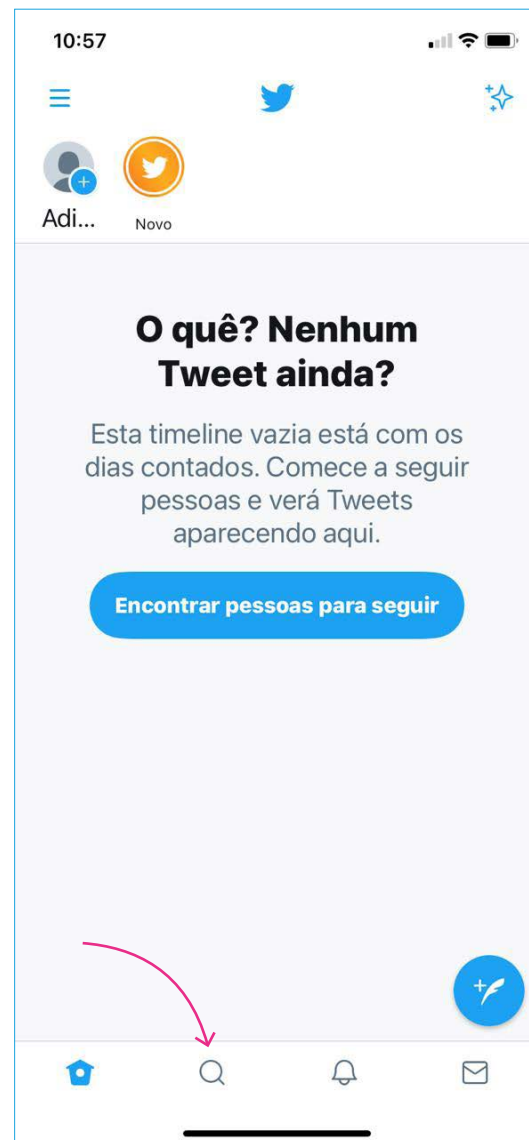 10:57
Adi...
Novo
O quê? Nenhum
Tweet ainda?
Esta timeline vazia está com os
dias contados. Comece a seguir
pessoas e verá Tweets
aparecendo aqui.
Encontrar pessoas para seguir